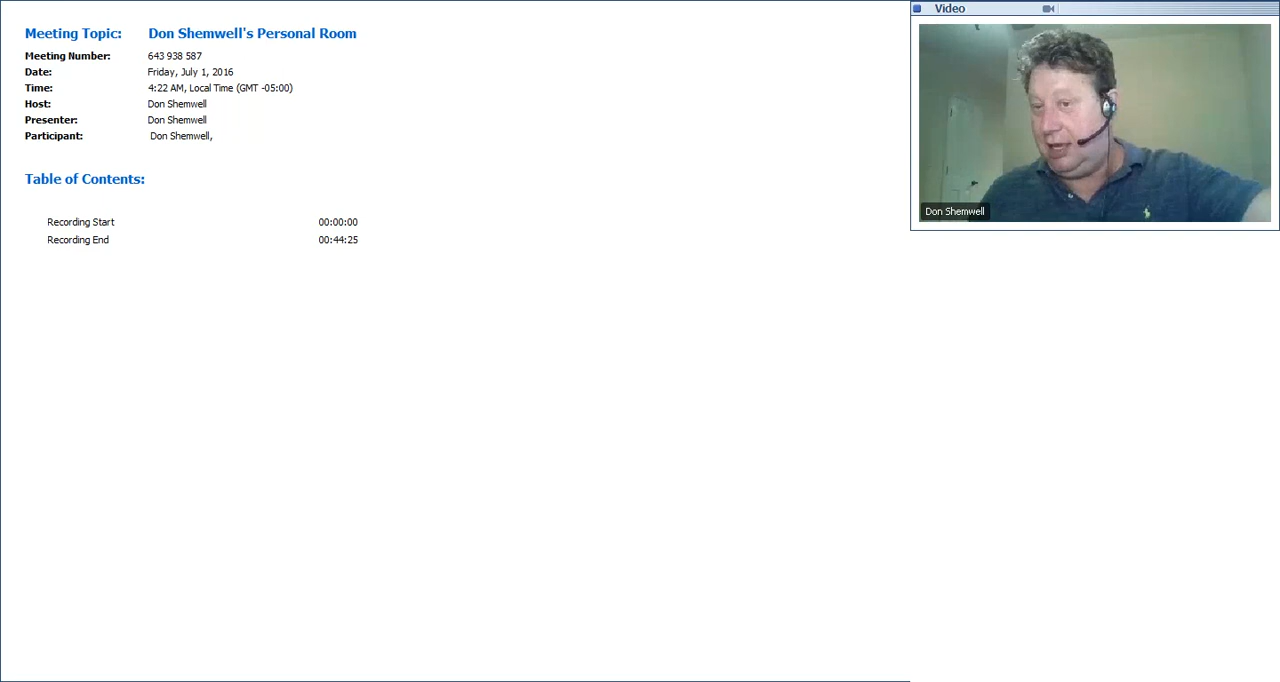 Meeting Topic: Don Shemwell's Personal Room
Meeting Number: 643 938 587
Date: Friday, July 1, 2016
Time: 4:22 AM, Local Time (GMT -05:00)
Host: Don Shemwell
Presenter: Don Shemwell
Participant: Don Shemwell,
Table of Contents:
Recording Start 00:00:00
Recording End 00:44:25
Video
Don Shemwell